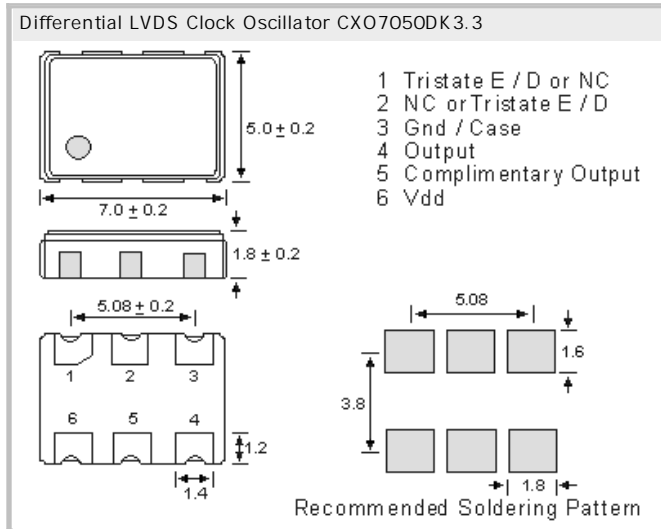 Differential LVDS Clock Oscillator CXO7050DK3.3
1 Tristate E / D or NC
2 NC or Tristate E / D
3 Gnd / Case
4 Output
5 Complimentary Output
6 Vdd
5.0 ± 0.2
7.0 ± 0.2
1.8 ± 0.2
5.08 ± 0.2
1 2 3
6 5 4
1.2
1.4
5.08
1.6
3.8
1.8
Recommended Soldering Pattern